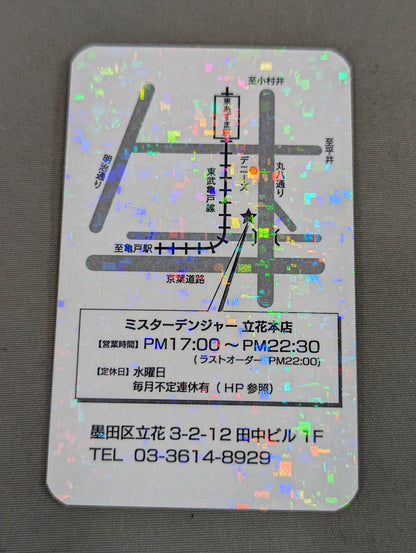 至小村井
東あずま駅
デニーズ
丸八通り
至平井
明治通り
東武亀戸線
至亀戸駅
京葉道路
ミスターデンジャー 立花本店
【営業時間】PM17:00～PM22:30
(ラストオーダー PM22:00)
【定休日】水曜日
毎月不定連休有（HP参照）
墨田区立花 3-2-12 田中ビル 1F
TEL 03-3614-8929